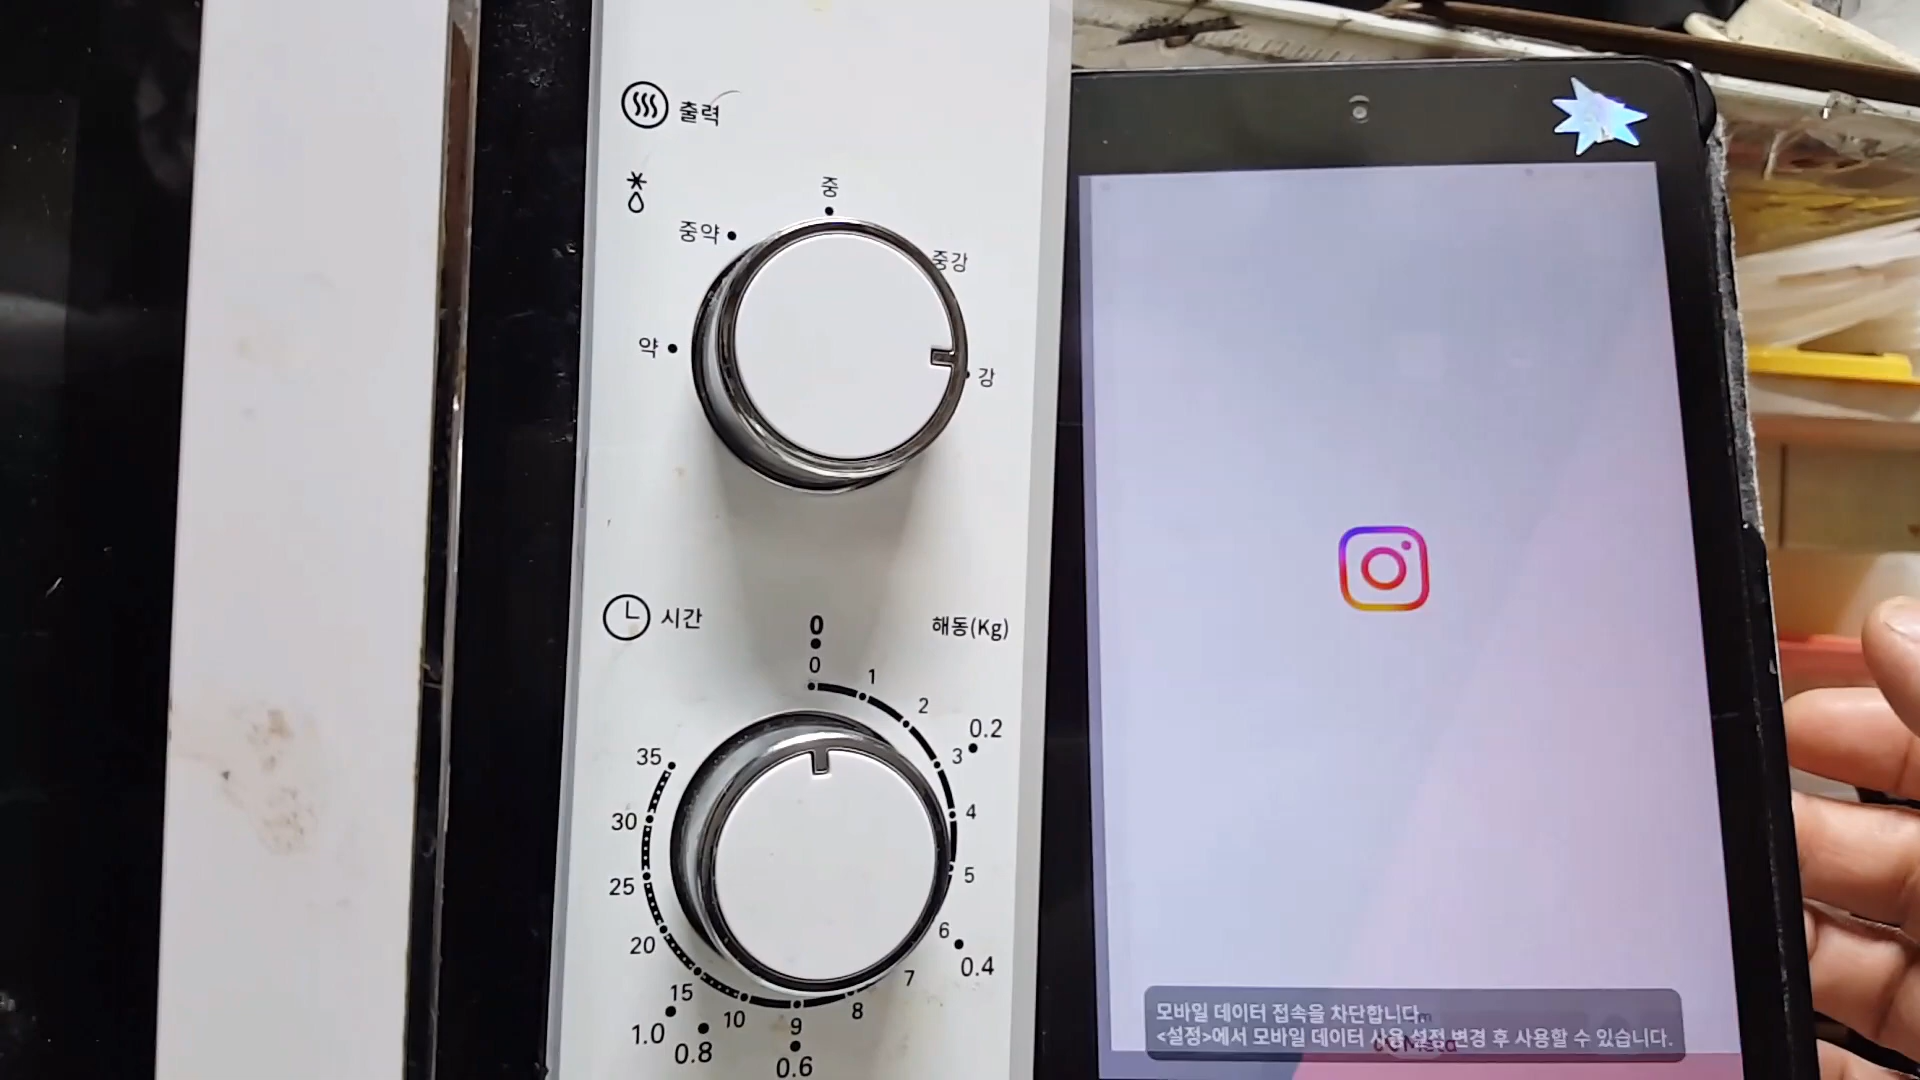 출력
중
중약
중강
약
강
시간
0
해동(Kg)
0
1
2
0.2
35
3
30
4
25
5
20
6
0.4
7
15
8
10
9
1.0
0.8
0.6
모바일 데이터 접속을 차단합니다.
<설정>에서 모바일 데이터 사용 설정 변경 후 사용할 수 있습니다.